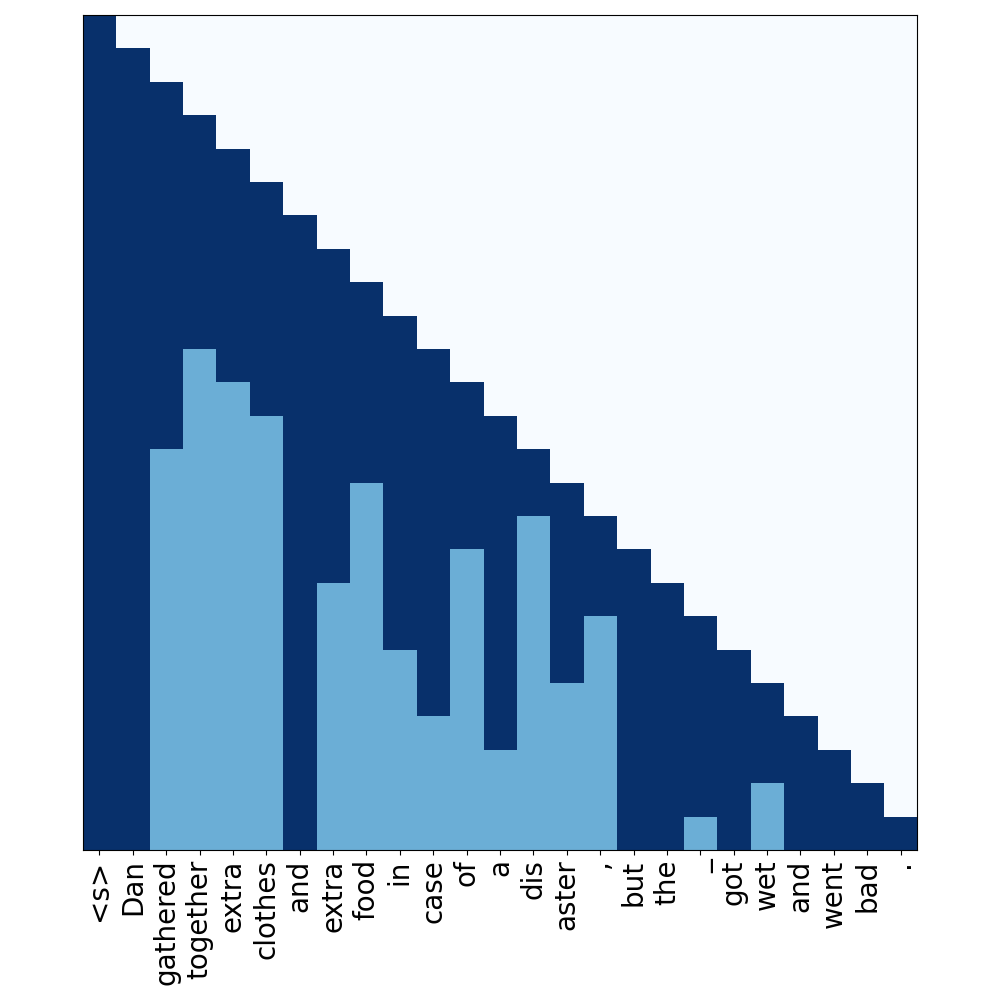 <s> Dan gathered together extra clothes and extra food in case of a dis aster , but the _ got wet and went bad .